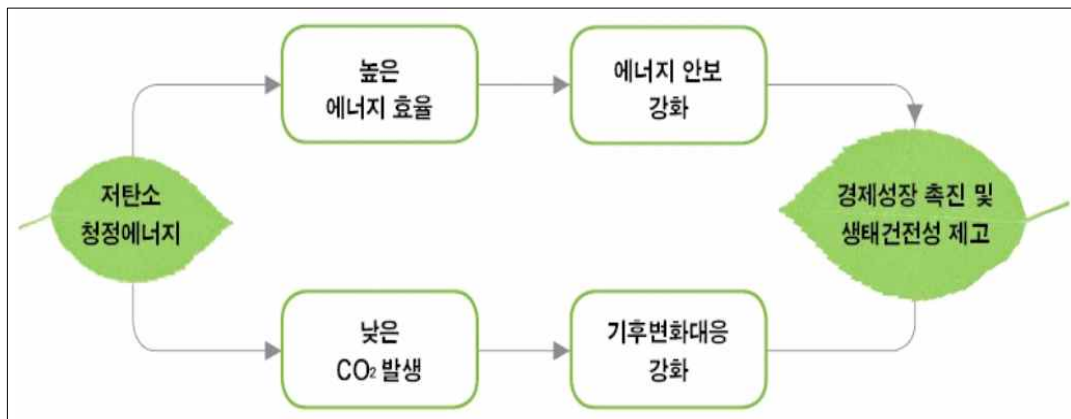 높은
에너지 효율
에너지 안보
강화
저탄소
청정에너지
경제성장 촉진 및
생태건전성 제고
낮은
CO₂ 발생
기후변화대응
강화